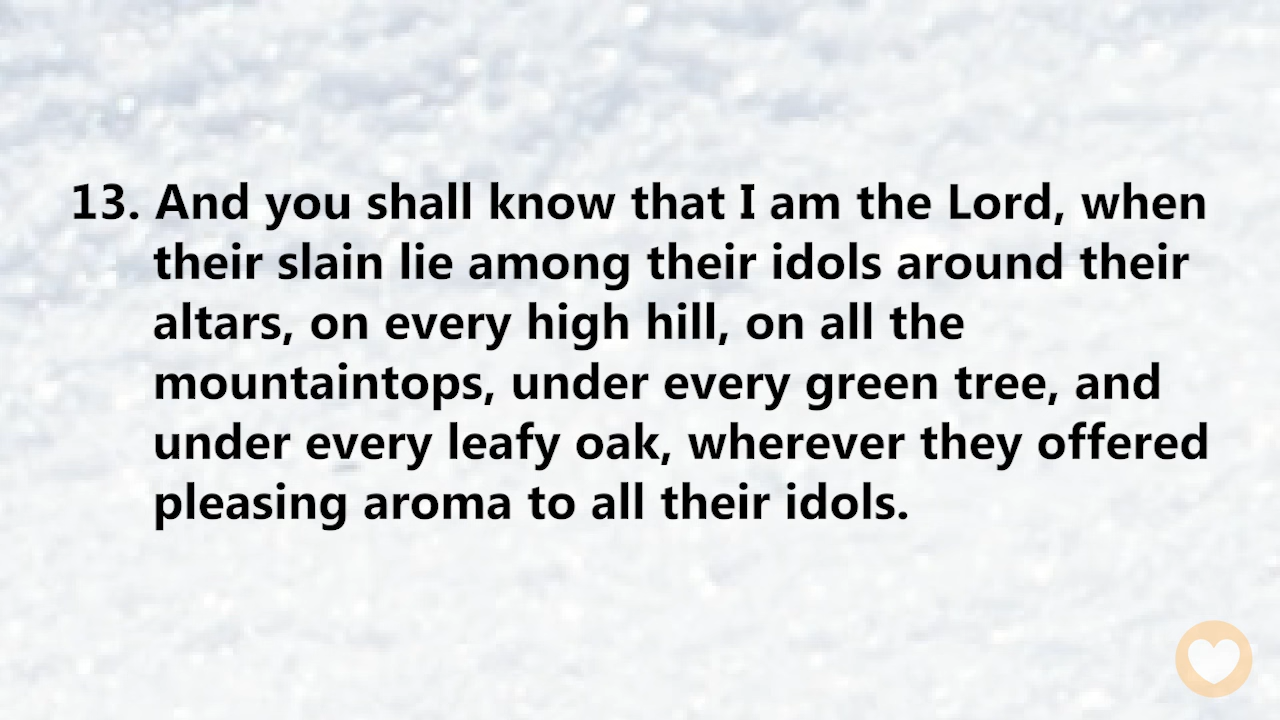 13. And you shall know that I am the Lord, when
their slain lie among their idols around their
altars, on every high hill, on all the
mountaintops, under every green tree, and
under every leafy oak, wherever they offered
pleasing aroma to all their idols.